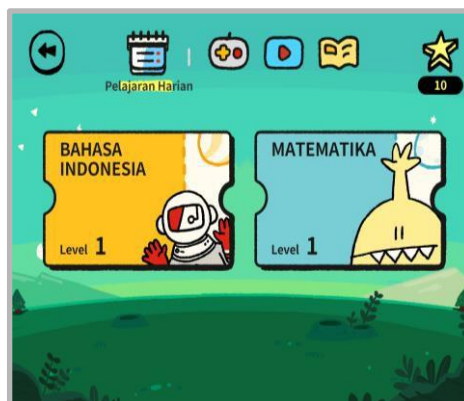 Pelajaran Harian
10
BAHASA
INDONESIA
Level 1
MATEMATIKA
Level 1